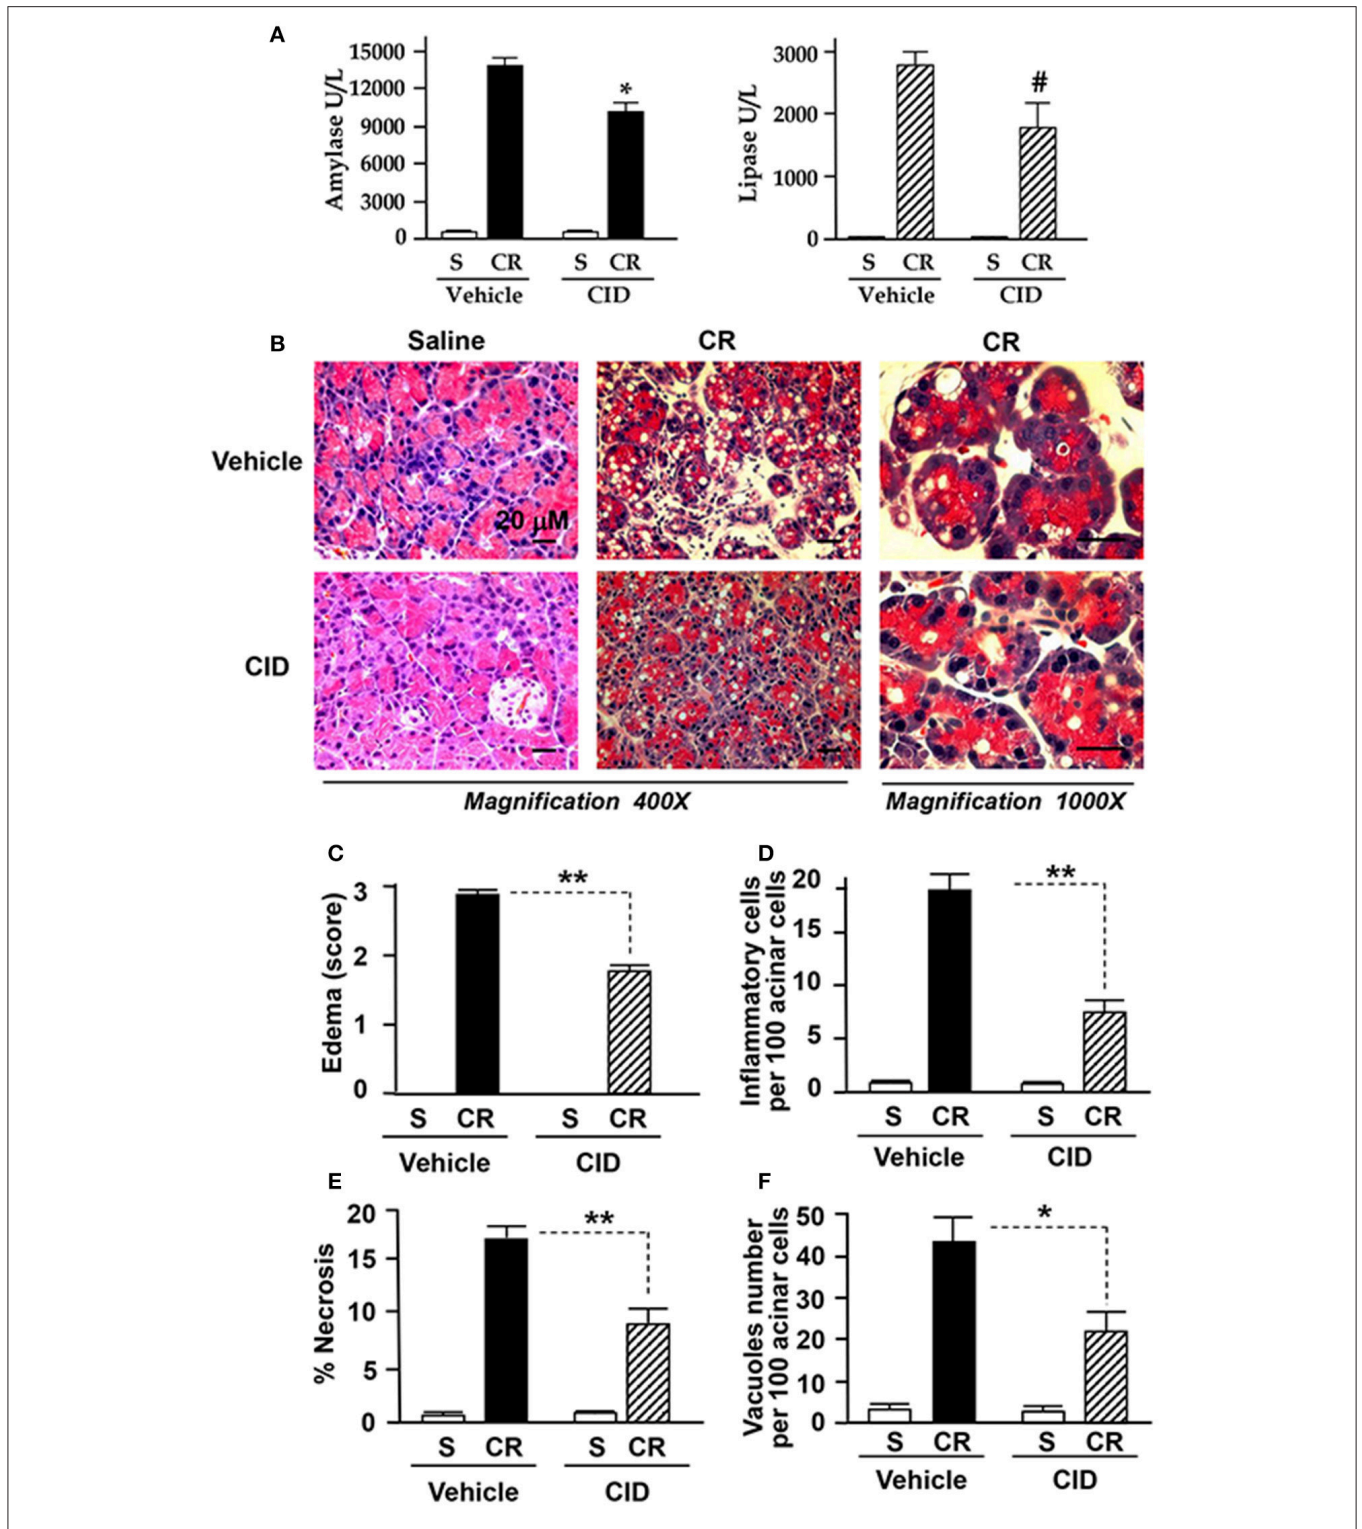 A
Amylase U/L
15000
12000
9000
6000
3000
0
*
S CR S CR
Vehicle CID
Lipase U/L
3000
2000
1000
0
#
S CR S CR
Vehicle CID
B
Saline CR CR
Vehicle
20 µM
CID
Magnification 400X Magnification 1000X
C
Edema (score)
3
2
1
0
**
S CR S CR
Vehicle CID
D
Inflammatory cells
per 100 acinar cells
20
15
10
5
0
**
S CR S CR
Vehicle CID
E
% Necrosis
20
15
10
5
0
**
S CR S CR
Vehicle CID
F
Vacuoles number
per 100 acinar cells
50
40
30
20
10
0
*
S CR S CR
Vehicle CID